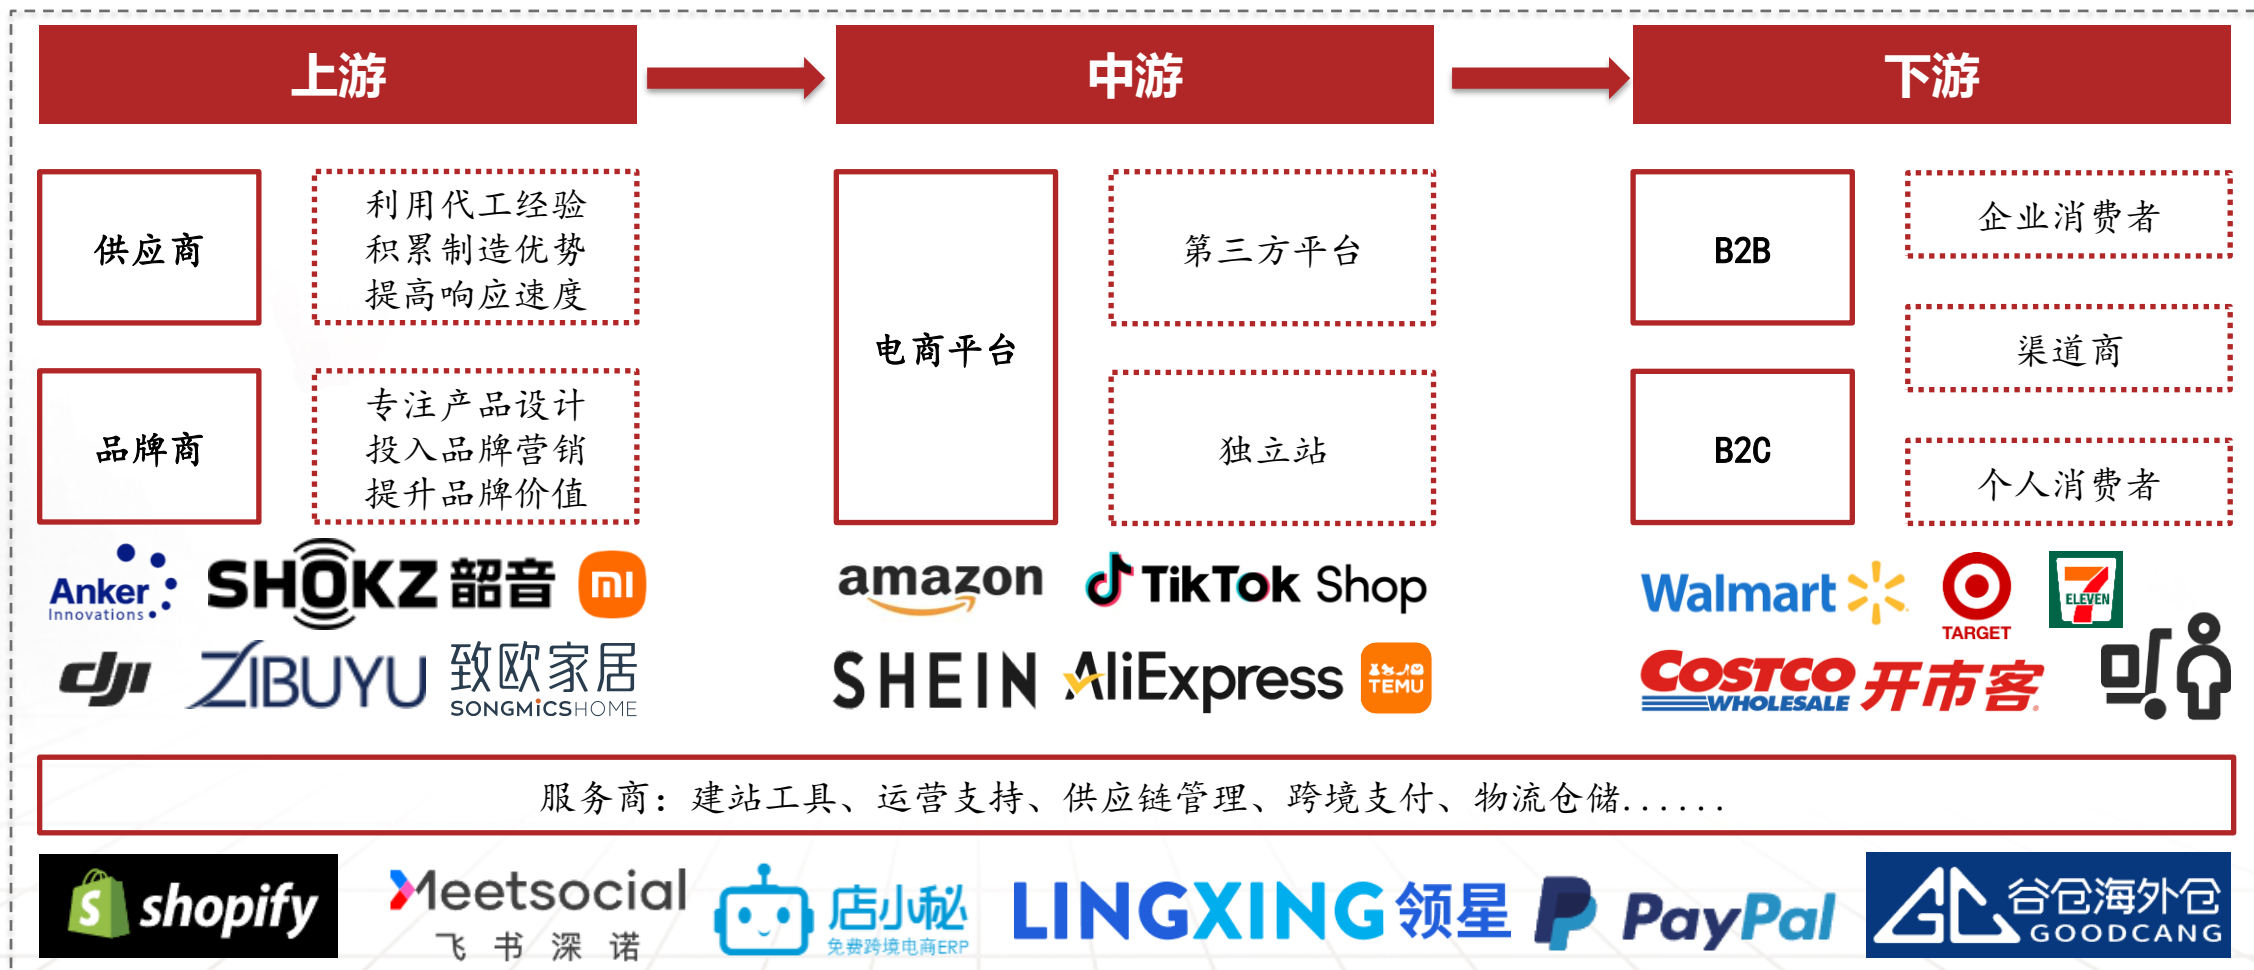 上游
中游
下游
供应商
利用代工经验
积累制造优势
提高响应速度
品牌商
专注产品设计
投入品牌营销
提升品牌价值
电商平台
第三方平台
独立站
B2B
B2C
企业消费者
渠道商
个人消费者
Anker
Innovations
SHOKZ 韶音
mi
dji
ZIBUYU
致欧家居
SONGMICSHOME
amazon
TikTok Shop
SHEIN
AliExpress
TEMU
Walmart
TARGET
7
ELEVEN
COSTCO
WHOLESALE
开市客
服务商：建站工具、运营支持、供应链管理、跨境支付、物流仓储......
shopify
Meetsocial
飞书深诺
店小秘
免费跨境电商ERP
LINGXING 领星
PayPal
谷仓海外仓
GOODCANG